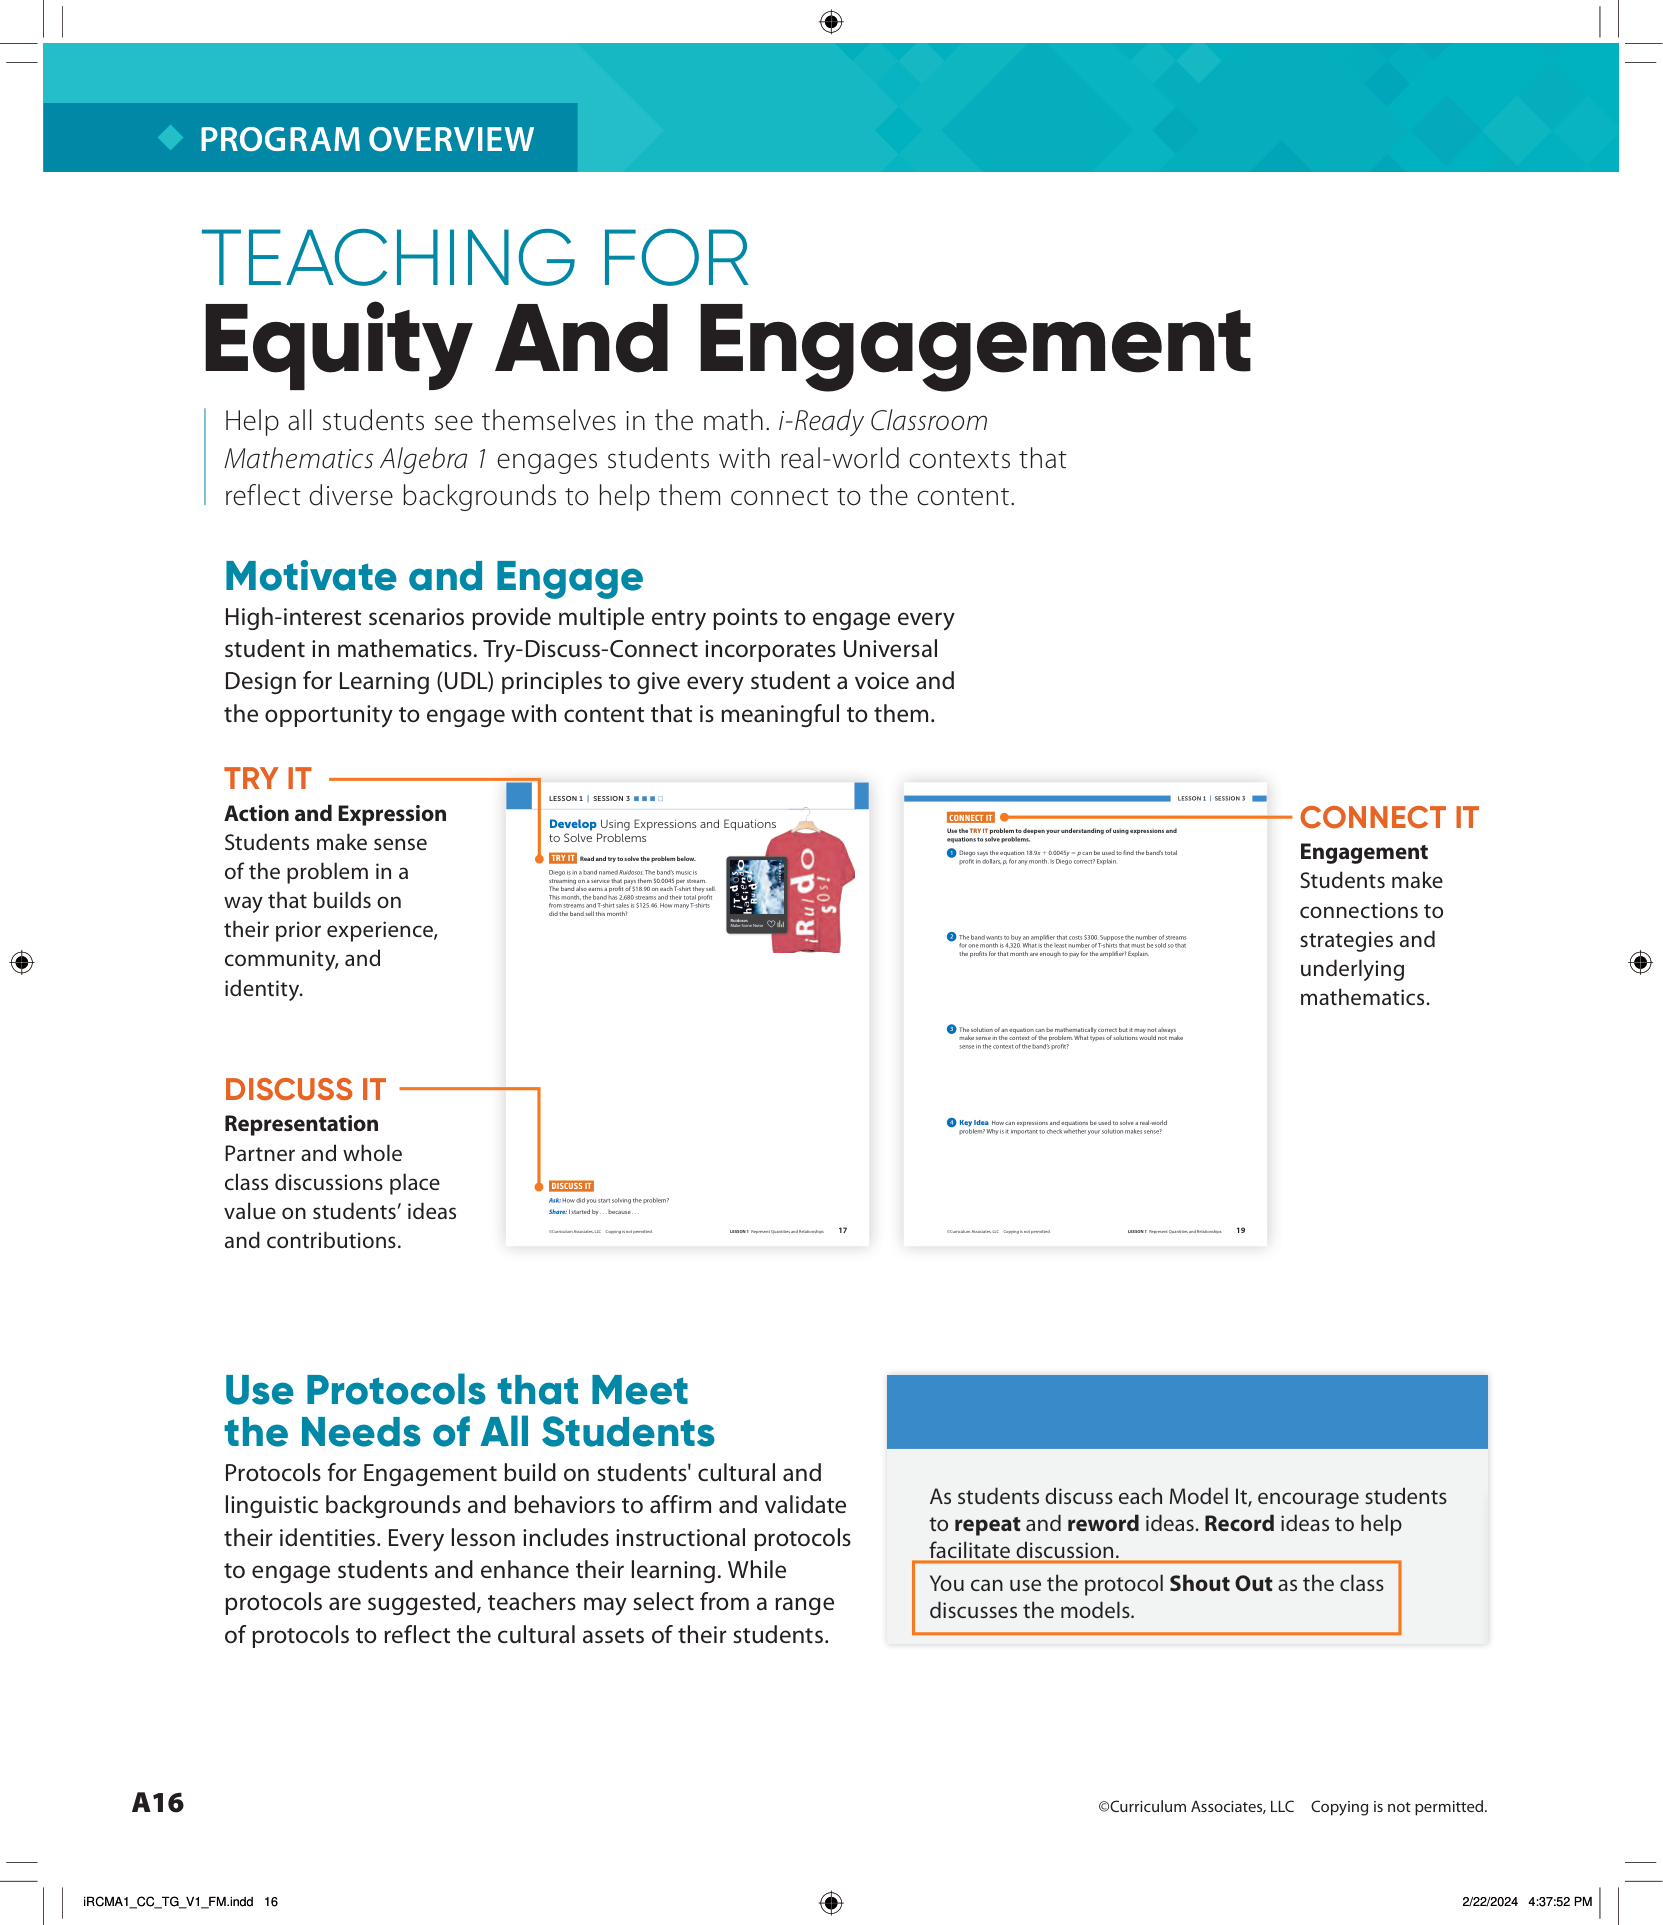 PROGRAM OVERVIEW
TEACHING FOR
Equity And Engagement
Help all students see themselves in the math. i-Ready Classroom
Mathematics Algebra 1 engages students with real-world contexts that
reflect diverse backgrounds to help them connect to the content.
Motivate and Engage
High-interest scenarios provide multiple entry points to engage every
student in mathematics. Try-Discuss-Connect incorporates Universal
Design for Learning (UDL) principles to give every student a voice and
the opportunity to engage with content that is meaningful to them.
TRY IT
Action and Expression
Students make sense
of the problem in a
way that builds on
their prior experience,
community, and
identity.
DISCUSS IT
Representation
Partner and whole
class discussions place
value on students’ ideas
and contributions.
LESSON 1 | SESSION 3
Develop Using Expressions and Equations
to Solve Problems
TRY IT Read and try to solve the problem below.
Diego is in a band named Ruidosos. The band’s music is
streaming on a service that pays them $0.0045 per stream.
The band also earns a profit of $18.90 on each T-shirt they sell.
This month, the band has 2,680 streams and their total profit
from streams and T-shirt sales is $125.46. How many T-shirts
did the band sell this month?
Ruidosos
Make Some Noise
DISCUSS IT
Ask: How did you start solving the problem?
Share: I started by . . . because . . .
©Curriculum Associates, LLC Copying is not permitted.
LESSON 1 Represent Quantities and Relationships 17
LESSON 1 | SESSION 3
CONNECT IT
Use the TRY IT problem to deepen your understanding of using expressions and
equations to solve problems.
1 Diego says the equation 18.9x + 0.0045y = p can be used to find the band’s total
profit in dollars, p, for any month. Is Diego correct? Explain.
2 The band wants to buy an amplifier that costs $300. Suppose the number of streams
for one month is 4,320. What is the least number of T-shirts that must be sold so that
the profits for that month are enough to pay for the amplifier? Explain.
3 The solution of an equation can be mathematically correct but it may not always
make sense in the context of the problem. What types of solutions would not make
sense in the context of the band’s profit?
4 Key Idea How can expressions and equations be used to solve a real-world
problem? Why is it important to check whether your solution makes sense?
©Curriculum Associates, LLC Copying is not permitted.
LESSON 1 Represent Quantities and Relationships 19
CONNECT IT
Engagement
Students make
connections to
strategies and
underlying
mathematics.
Use Protocols that Meet
the Needs of All Students
Protocols for Engagement build on students' cultural and
linguistic backgrounds and behaviors to affirm and validate
their identities. Every lesson includes instructional protocols
to engage students and enhance their learning. While
protocols are suggested, teachers may select from a range
of protocols to reflect the cultural assets of their students.
As students discuss each Model It, encourage students
to repeat and reword ideas. Record ideas to help
facilitate discussion.
You can use the protocol Shout Out as the class
discusses the models.
A16
©Curriculum Associates, LLC Copying is not permitted.
iRCMA1_CC_TG_V1_FM.indd 16
2/22/2024 4:37:52 PM